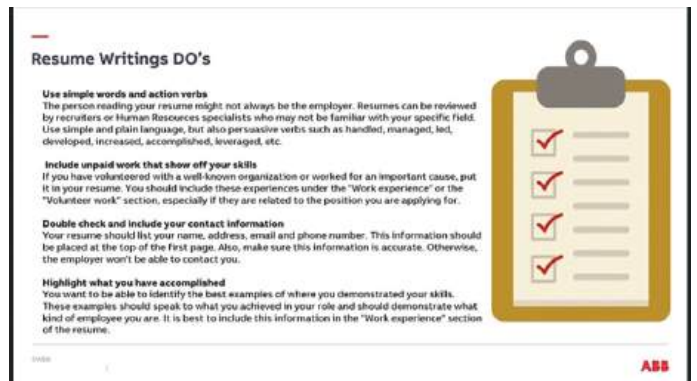 Resume Writings DO's
Use simple words and action verbs
The person reading your resume might not always be the employer. Resumes can be reviewed
by recruiters or Human Resources specialists who may not be familiar with your specific field.
Use simple and plain language, but also persuasive verbs such as handled, managed, led,
developed, increased, accomplished, leveraged, etc.
Include unpaid work that show off your skills
If you have volunteered with a well-known organization or worked for an important cause, put
it in your resume. You should include these experiences under the "Work experience" or the
"Volunteer work" section, especially if they are related to the position you are applying for.
Double check and include your contact information
Your resume should list your name, address, email and phone number. This information should
be placed at the top of the first page. Also, make sure this information is accurate. Otherwise,
the employer won't be able to contact you.
Highlight what you have accomplished
You want to be able to identify the best examples of where you demonstrated your skills.
These examples should speak to what you achieved in your role and should demonstrate what
kind of employee you are. It is best to include this information in the "Work experience" section
of the resume.
ABB